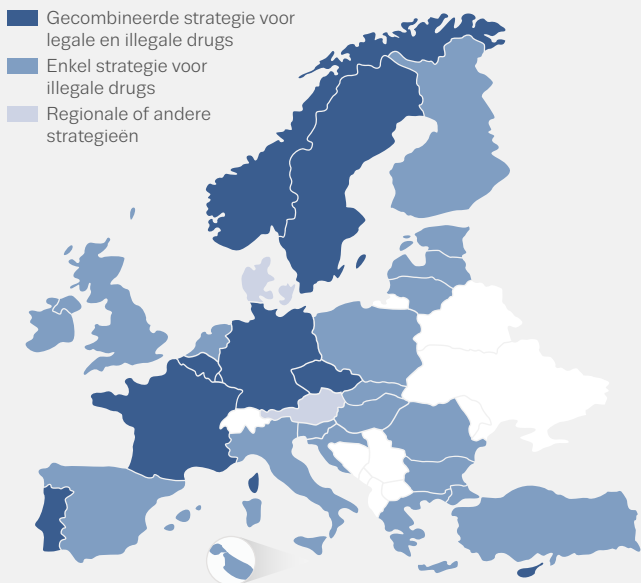 Gecombineerde strategie voor
legale en illegale drugs
Enkel strategie voor
illegale drugs
Regionale of andere
strategieën